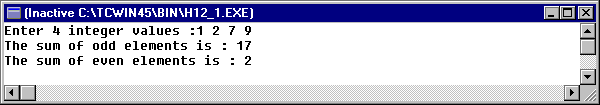 (Inactive C:\TCWIN45\BIN\H12_1.EXE)
Enter 4 integer values :1 2 7 9
The sum of odd elements is : 17
The sum of even elements is : 2